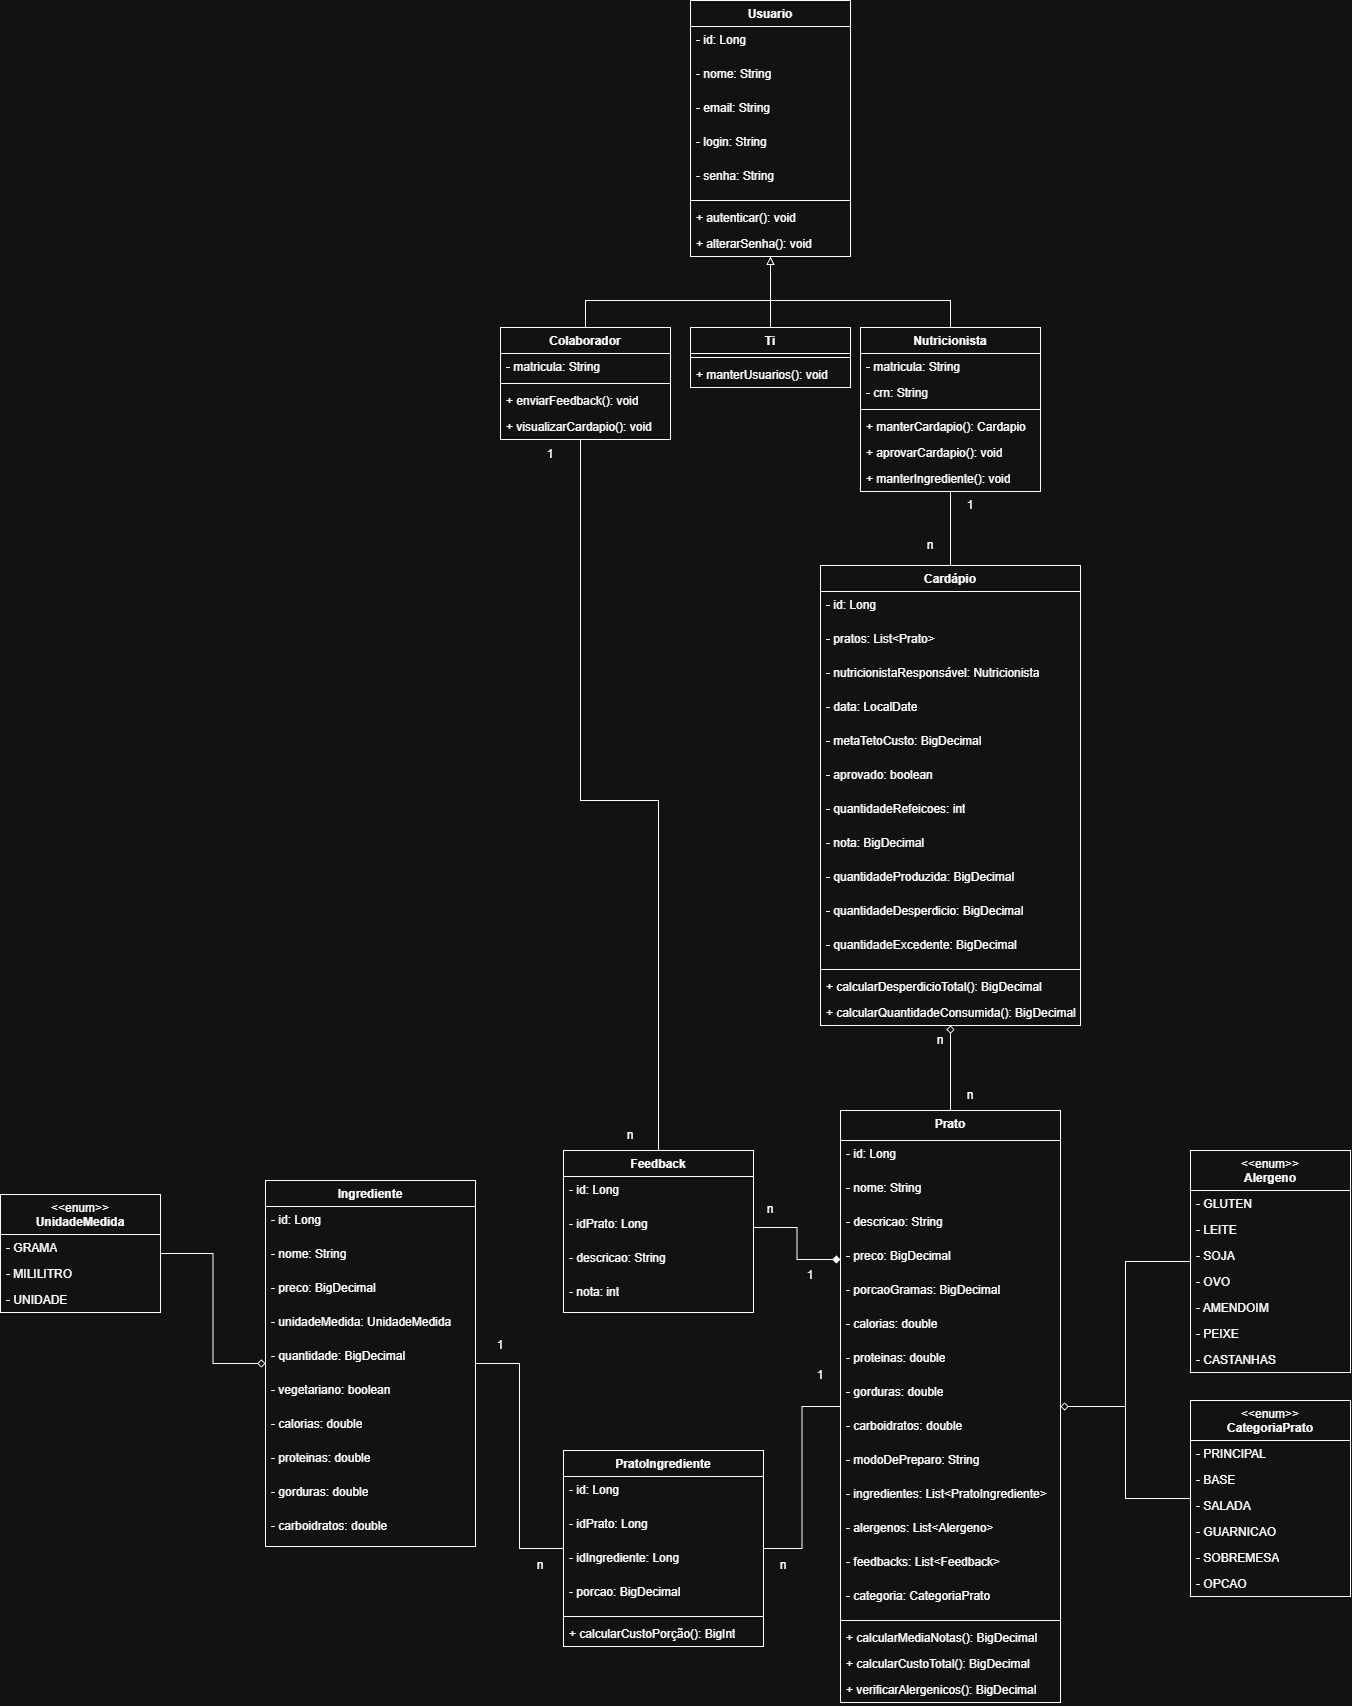 Usuario
- id: Long
- nome: String
- email: String
- login: String
- senha: String
+ autenticar(): void
+ alterarSenha(): void
Colaborador
- matricula: String
+ enviarFeedback(): void
+ visualizarCardapio(): void
1
Ti
+ manterUsuarios(): void
Nutricionista
- matricula: String
- crn: String
+ manterCardapio(): Cardapio
+ aprovarCardapio(): void
+ manterIngrediente(): void
1
n
Cardápio
- id: Long
- pratos: List<Prato>
- nutricionistaResponsável: Nutricionista
- data: LocalDate
- metaTetoCusto: BigDecimal
- aprovado: boolean
- quantidadeRefeicoes: int
- nota: BigDecimal
- quantidadeProduzida: BigDecimal
- quantidadeDesperdicio: BigDecimal
- quantidadeExcedente: BigDecimal
+ calcularDesperdicioTotal(): BigDecimal
+ calcularQuantidadeConsumida(): BigDecimal
n
n
<<enum>>
UnidadeMedida
- GRAMA
- MILILITRO
- UNIDADE
Ingrediente
- id: Long
- nome: String
- preco: BigDecimal
- unidadeMedida: UnidadeMedida
- quantidade: BigDecimal
- vegetariano: boolean
- calorias: double
- proteinas: double
- gorduras: double
- carboidratos: double
1
n
n
Feedback
- id: Long
- idPrato: Long
- descricao: String
- nota: int
n
1
PratoIngrediente
- id: Long
- idPrato: Long
- idIngrediente: Long
- porcao: BigDecimal
+ calcularCustoPorção(): BigInt
1
n
Prato
- id: Long
- nome: String
- descricao: String
- preco: BigDecimal
- porcaoGramas: BigDecimal
- calorias: double
- proteinas: double
- gorduras: double
- carboidratos: double
- modoDePreparo: String
- ingredientes: List<PratoIngrediente>
- alergenos: List<Alergeno>
- feedbacks: List<Feedback>
- categoria: CategoriaPrato
+ calcularMediaNotas(): BigDecimal
+ calcularCustoTotal(): BigDecimal
+ verificarAlergenicos(): BigDecimal
<<enum>>
Alergeno
- GLUTEN
- LEITE
- SOJA
- OVO
- AMENDOIM
- PEIXE
- CASTANHAS
<<enum>>
CategoriaPrato
- PRINCIPAL
- BASE
- SALADA
- GUARNICAO
- SOBREMESA
- OPCAO